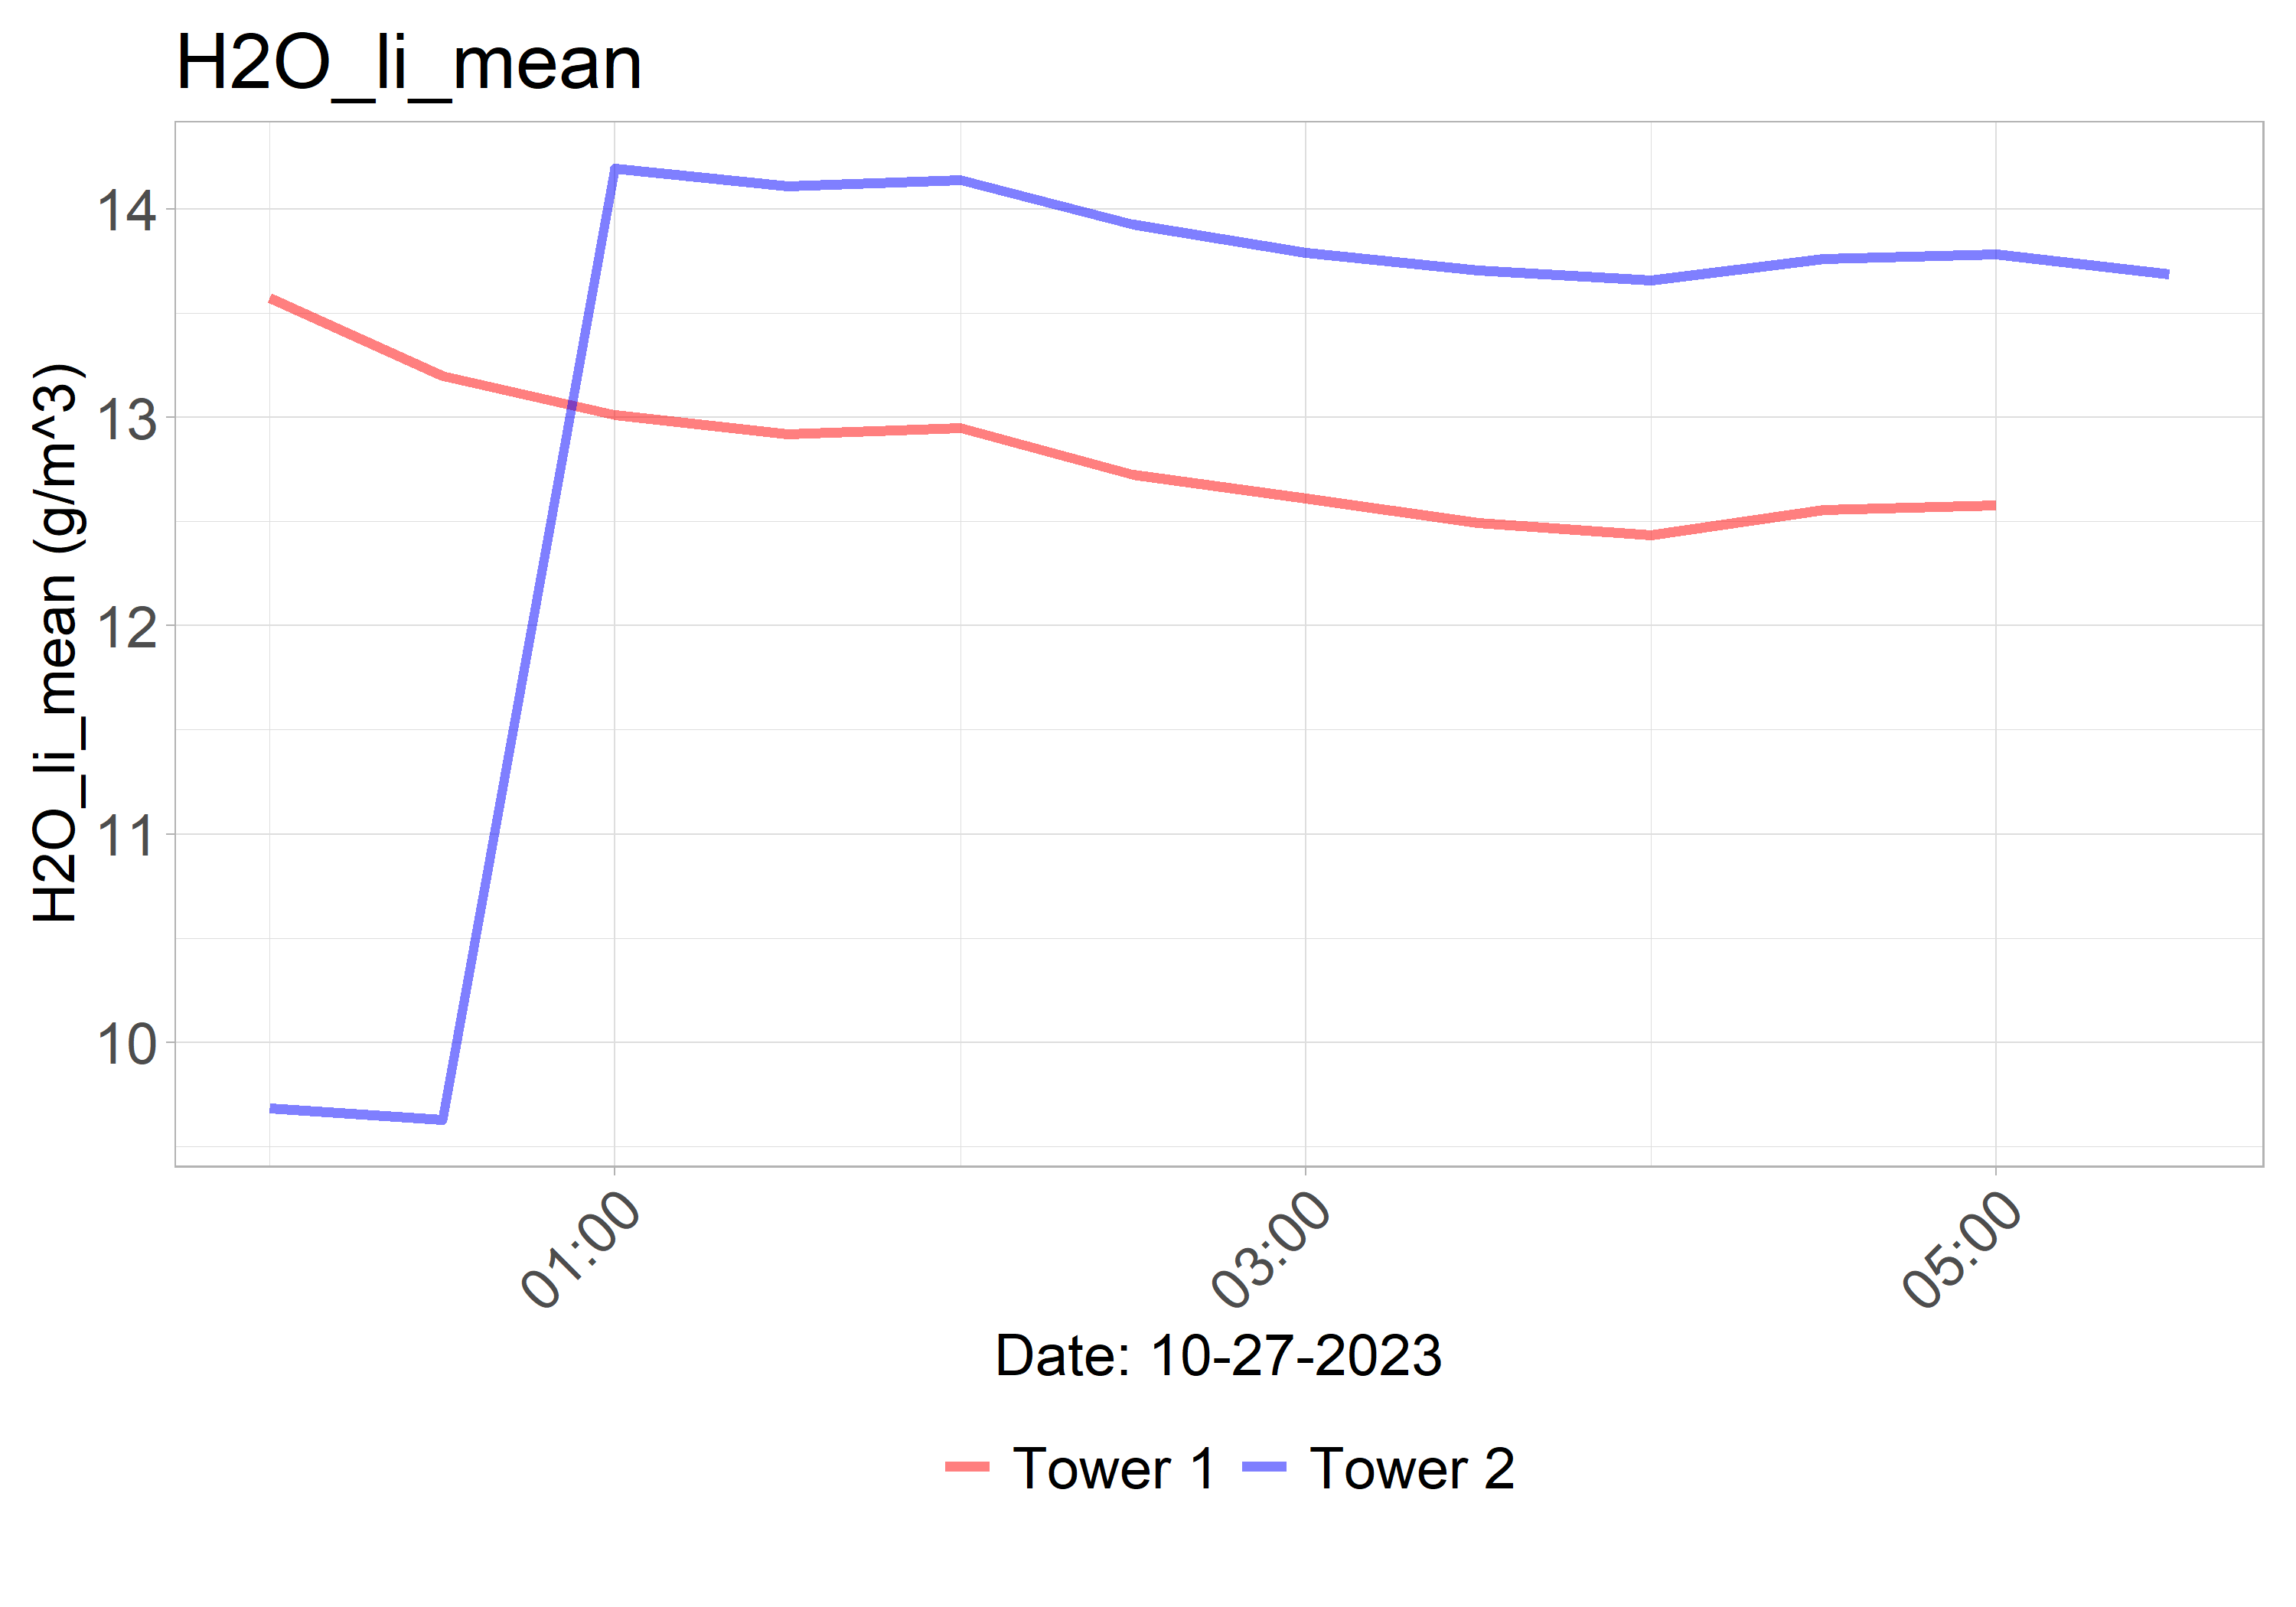 H2O_li_mean
H2O_li_mean (g/m^3)
14
13
12
11
10
01:00
03:00
05:00
Date: 10-27-2023
Tower 1
Tower 2